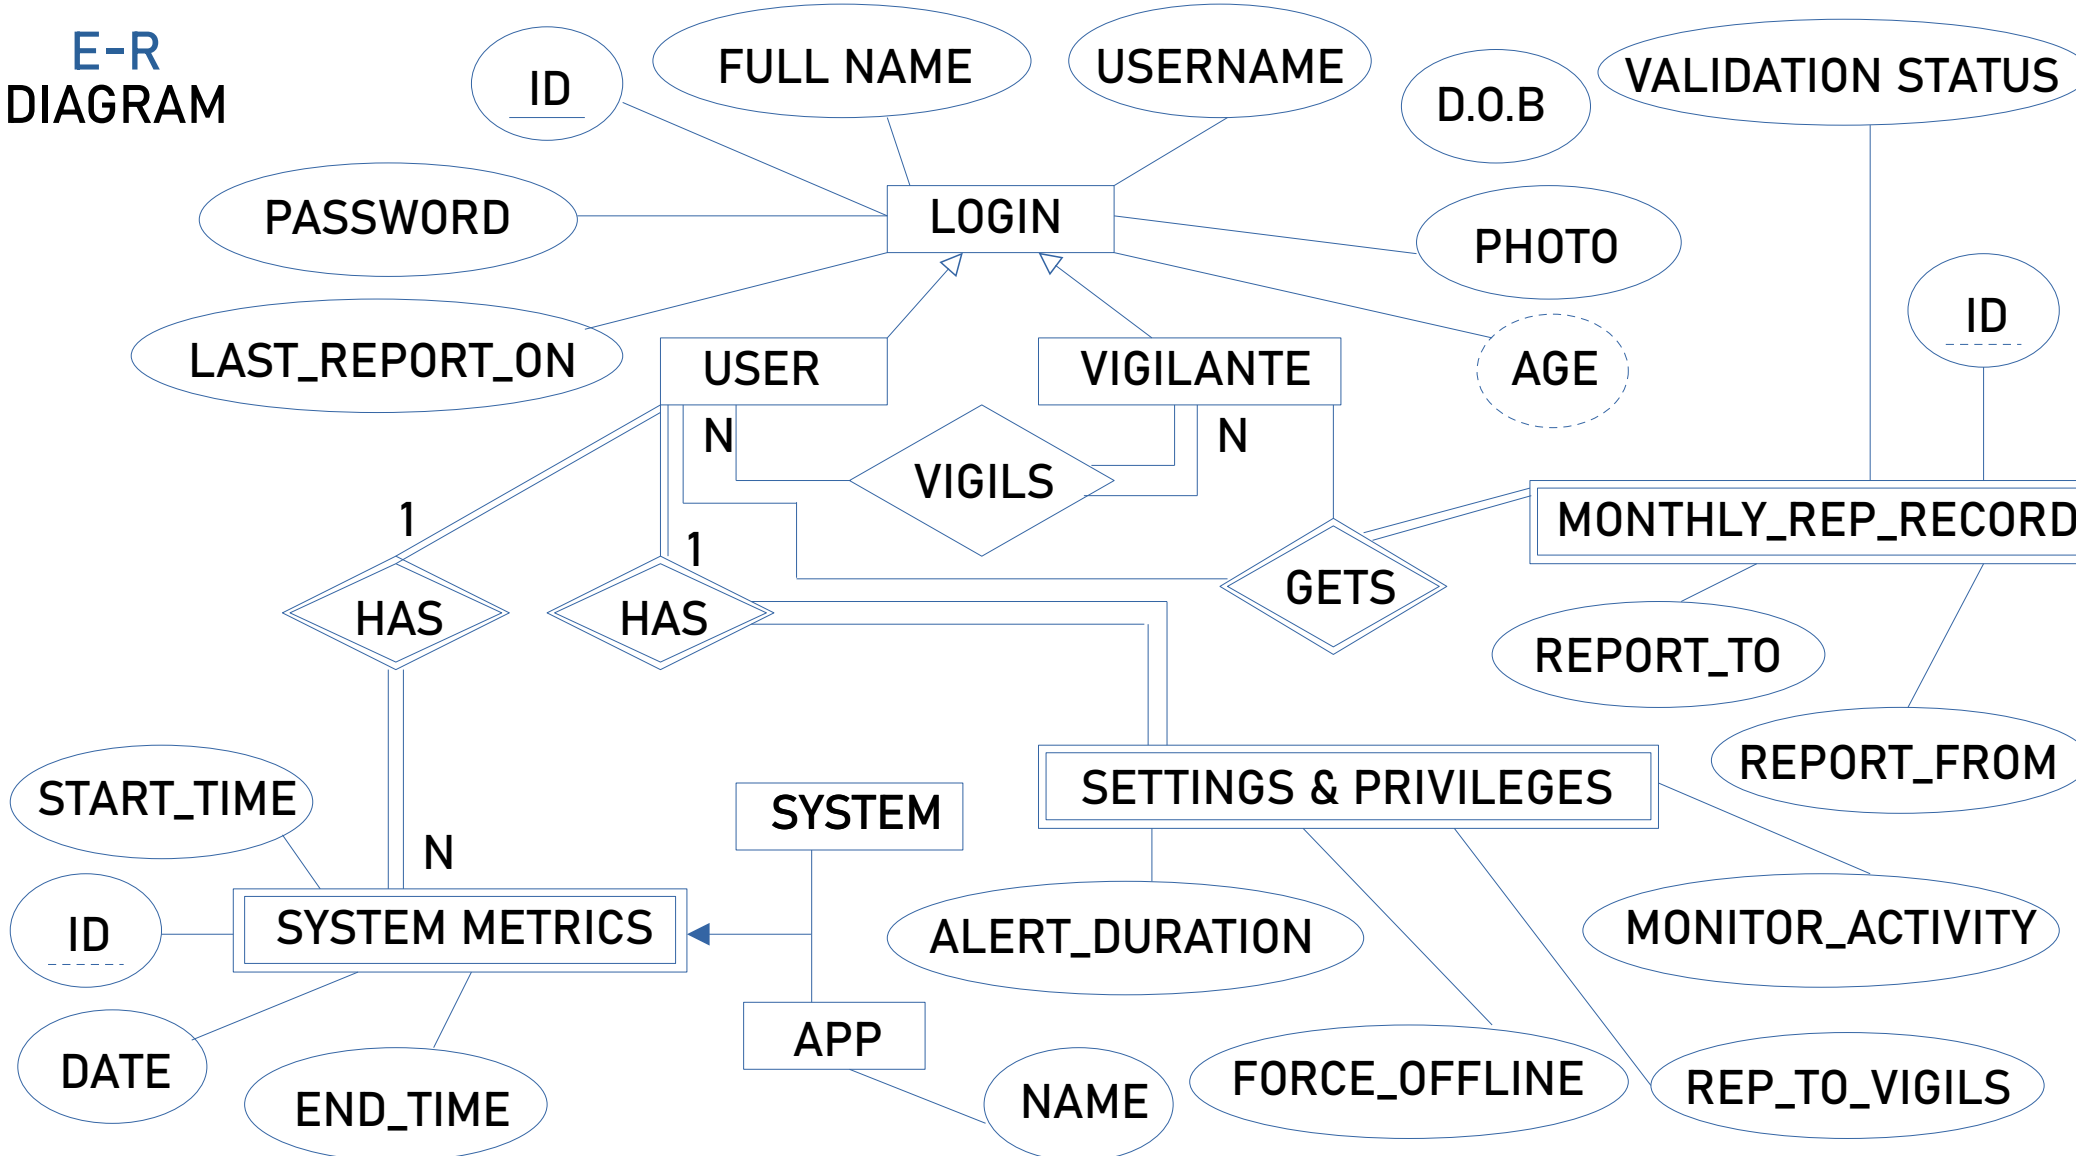 E-R
DIAGRAM
ID
FULL NAME
USERNAME
D.O.B
VALIDATION STATUS
PASSWORD
LOGIN
PHOTO
ID
LAST_REPORT_ON
USER
VIGILANTE
AGE
N
VIGILS
N
1
1
MONTHLY_REP_RECORD
HAS
HAS
GETS
REPORT_TO
REPORT_FROM
START_TIME
SYSTEM
SETTINGS & PRIVILEGES
N
ID
SYSTEM METRICS
ALERT_DURATION
MONITOR_ACTIVITY
DATE
END_TIME
APP
NAME
FORCE_OFFLINE
REP_TO_VIGILS